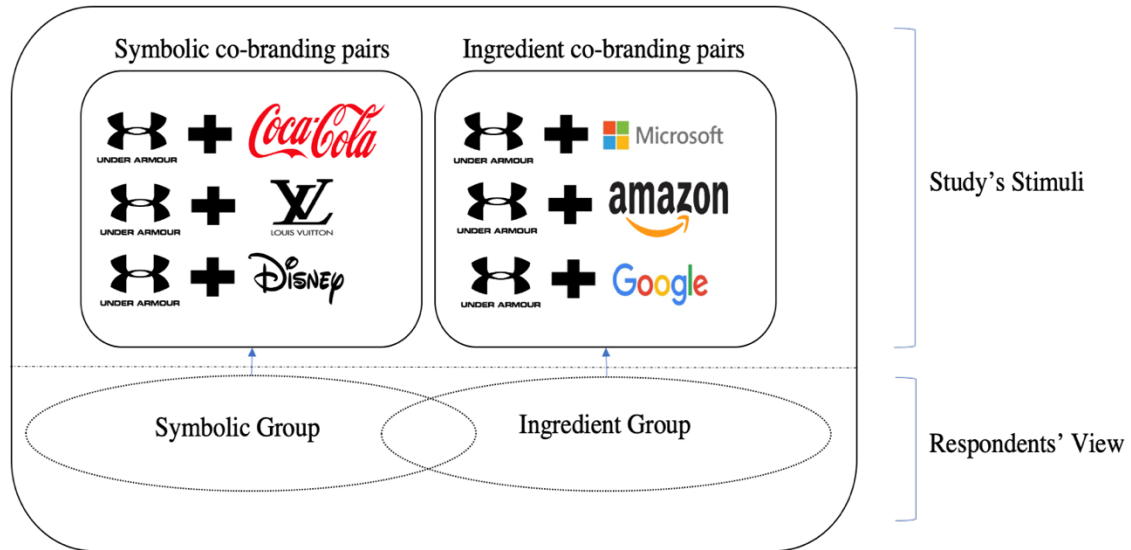 Symbolic co-branding pairs
Ingredient co-branding pairs
UNDER ARMOUR
Coca-Cola
UNDER ARMOUR
LV
LOUIS VUITTON
UNDER ARMOUR
Disney
UNDER ARMOUR
Microsoft
UNDER ARMOUR
amazon
UNDER ARMOUR
Google
Study's Stimuli
Symbolic Group
Ingredient Group
Respondents' View